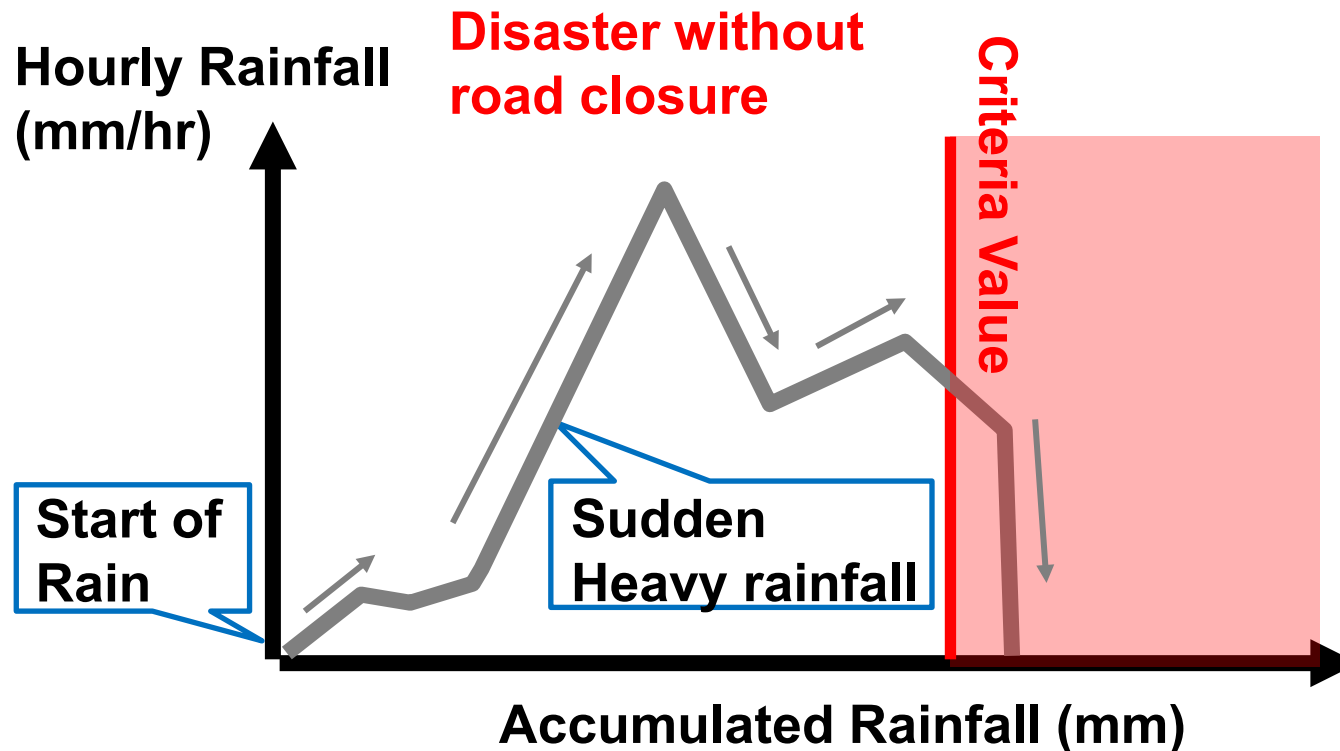 Disaster without
road closure
Hourly Rainfall
(mm/hr)
Criteria Value
Start of
Rain
Sudden
Heavy rainfall
Accumulated Rainfall (mm)